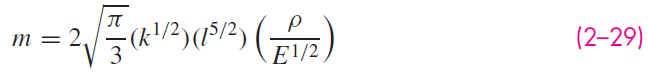 m = 2√(π/3) (k^{1/2})(l^{5/2}) (ρ/E^{1/2}) (2–29)